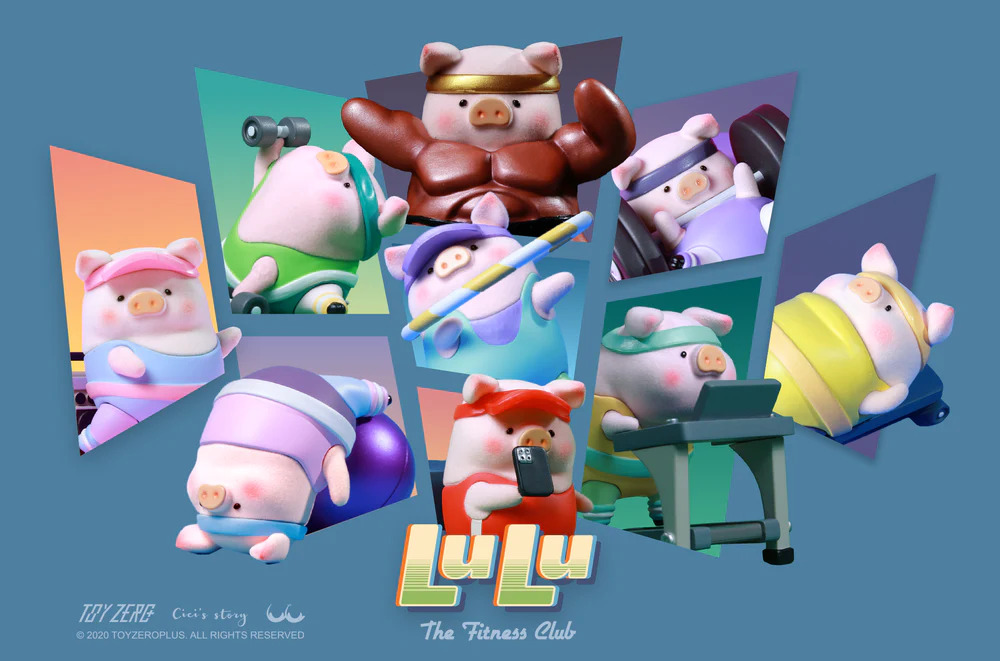 LuLu
The Fitness Club
TOY ZERO+ Cici's story
© 2020 TOYZEROPLUS. ALL RIGHTS RESERVED